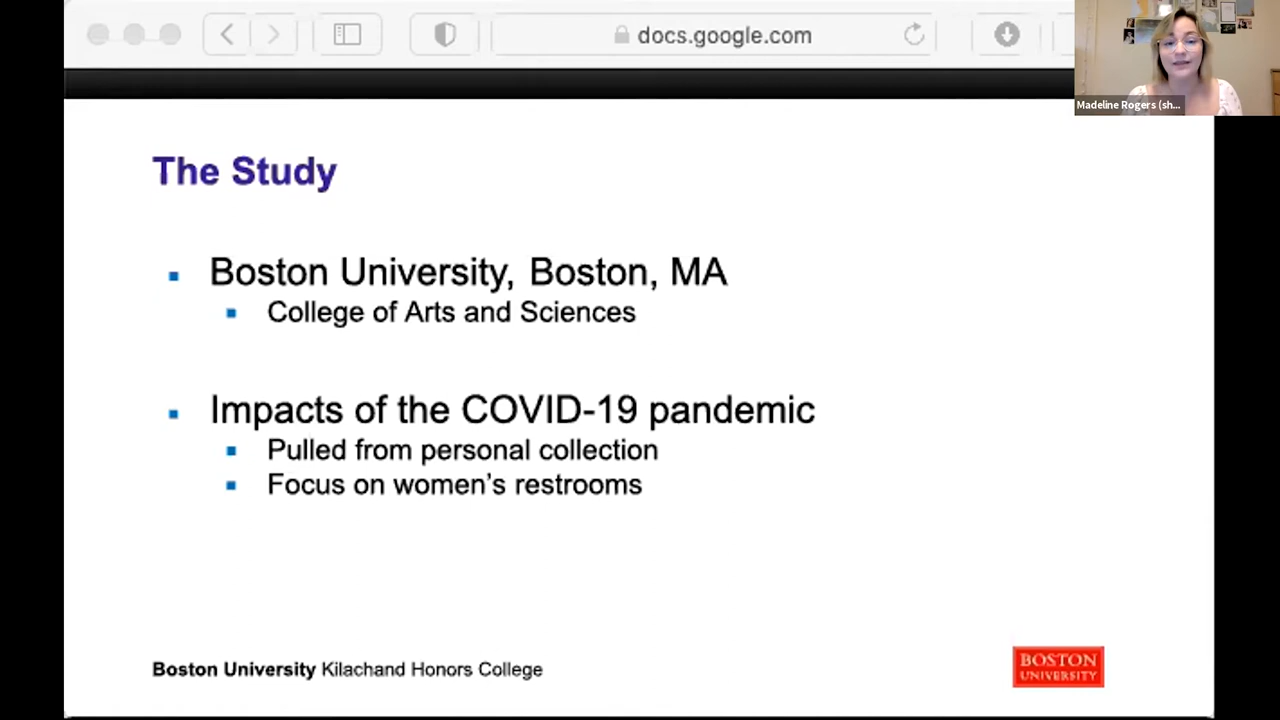 docs.google.com
Madeline Rogers (sh...
The Study
Boston University, Boston, MA
College of Arts and Sciences
Impacts of the COVID-19 pandemic
Pulled from personal collection
Focus on women's restrooms
Boston University Kilachand Honors College
BOSTON
UNIVERSITY